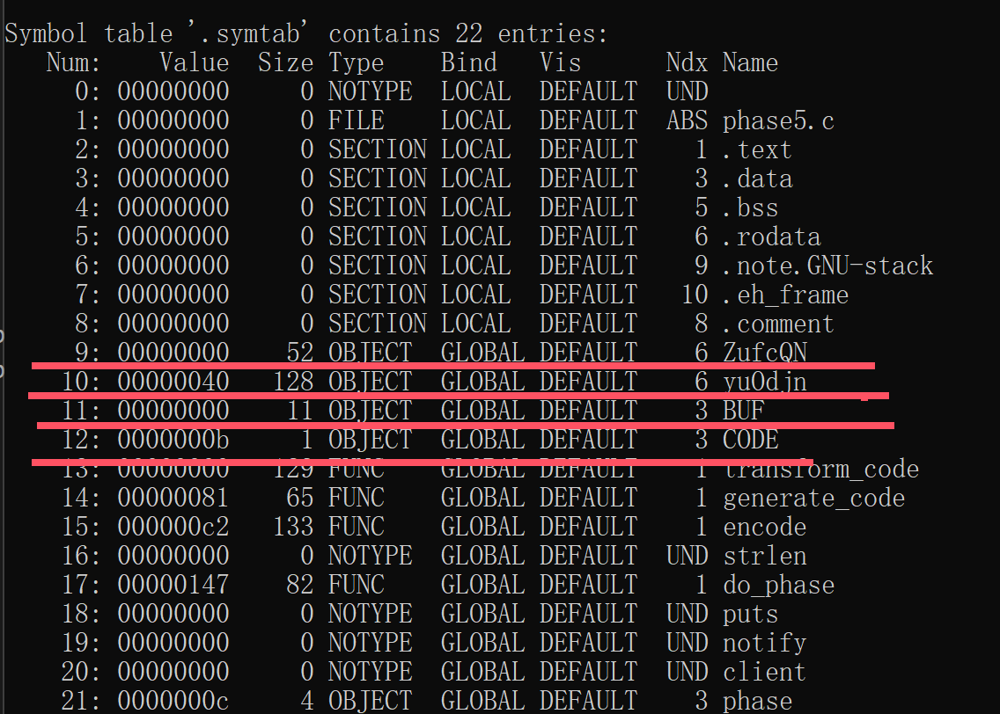 Symbol table '.symtab' contains 22 entries:
Num: Value Size Type Bind Vis Ndx Name
0: 00000000 0 NOTYPE LOCAL DEFAULT UND
1: 00000000 0 FILE LOCAL DEFAULT ABS phase5.c
2: 00000000 0 SECTION LOCAL DEFAULT 1 .text
3: 00000000 0 SECTION LOCAL DEFAULT 3 .data
4: 00000000 0 SECTION LOCAL DEFAULT 5 .bss
5: 00000000 0 SECTION LOCAL DEFAULT 6 .rodata
6: 00000000 0 SECTION LOCAL DEFAULT 9 .note.GNU-stack
7: 00000000 0 SECTION LOCAL DEFAULT 10 .eh_frame
8: 00000000 0 SECTION LOCAL DEFAULT 8 .comment
9: 00000000 52 OBJECT GLOBAL DEFAULT 6 ZufcQN
10: 00000040 128 OBJECT GLOBAL DEFAULT 6 yuOdjn
11: 00000000 11 OBJECT GLOBAL DEFAULT 3 BUF
12: 0000000b 1 OBJECT GLOBAL DEFAULT 3 CODE
13: 00000000 129 FUNC GLOBAL DEFAULT 1 transform_code
14: 00000081 65 FUNC GLOBAL DEFAULT 1 generate_code
15: 000000c2 133 FUNC GLOBAL DEFAULT 1 encode
16: 00000000 0 NOTYPE GLOBAL DEFAULT UND strlen
17: 00000147 82 FUNC GLOBAL DEFAULT 1 do_phase
18: 00000000 0 NOTYPE GLOBAL DEFAULT UND puts
19: 00000000 0 NOTYPE GLOBAL DEFAULT UND notify
20: 00000000 0 NOTYPE GLOBAL DEFAULT UND client
21: 0000000c 4 OBJECT GLOBAL DEFAULT 3 phase